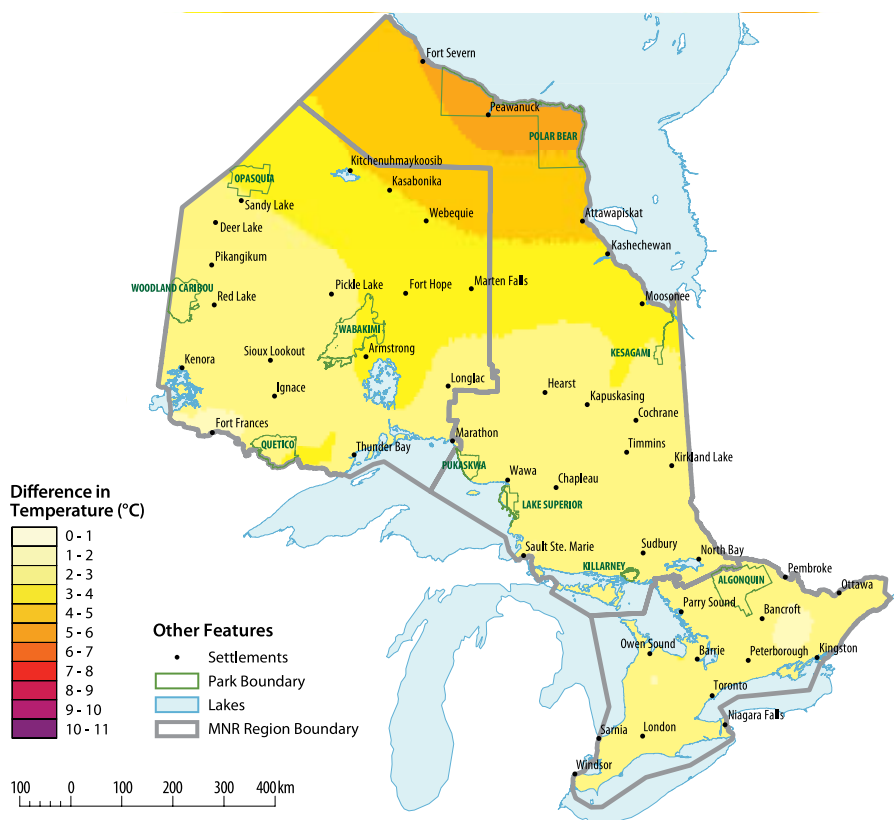 Fort Severn
Peawanuck
POLAR BEAR
Kitchenuhmaykoosib
OPASQUIA
Kasabonika
Sandy Lake
Webequie
Attawapiskat
Deer Lake
Kashechewan
Pikangikum
WOODLAND CARIBOU
Pickle Lake
Fort Hope
Marten Falls
Red Lake
Moosonee
WABAKIMI
Sioux Lookout
Armstrong
KESAGAMI
Kenora
Ignace
Longlac
Hearst
Kapuskasing
Cochrane
Fort Frances
QUETICO
Thunder Bay
Marathon
Timmins
Kirkland Lake
PUKASKWA
Wawa
Chapleau
LAKE SUPERIOR
Sault Ste. Marie
Sudbury
North Bay
KILLARNEY
ALGONQUIN
Pembroke
Ottawa
Parry Sound
Bancroft
Owen Sound
Barrie
Peterborough
Kingston
Toronto
Niagara Falls
Sarnia
London
Windsor
Difference in
Temperature (°C)
0 - 1
1 - 2
2 - 3
3 - 4
4 - 5
5 - 6
6 - 7
7 - 8
8 - 9
9 - 10
10 - 11
Other Features
Settlements
Park Boundary
Lakes
MNR Region Boundary
100 0 100 200 300 400 km